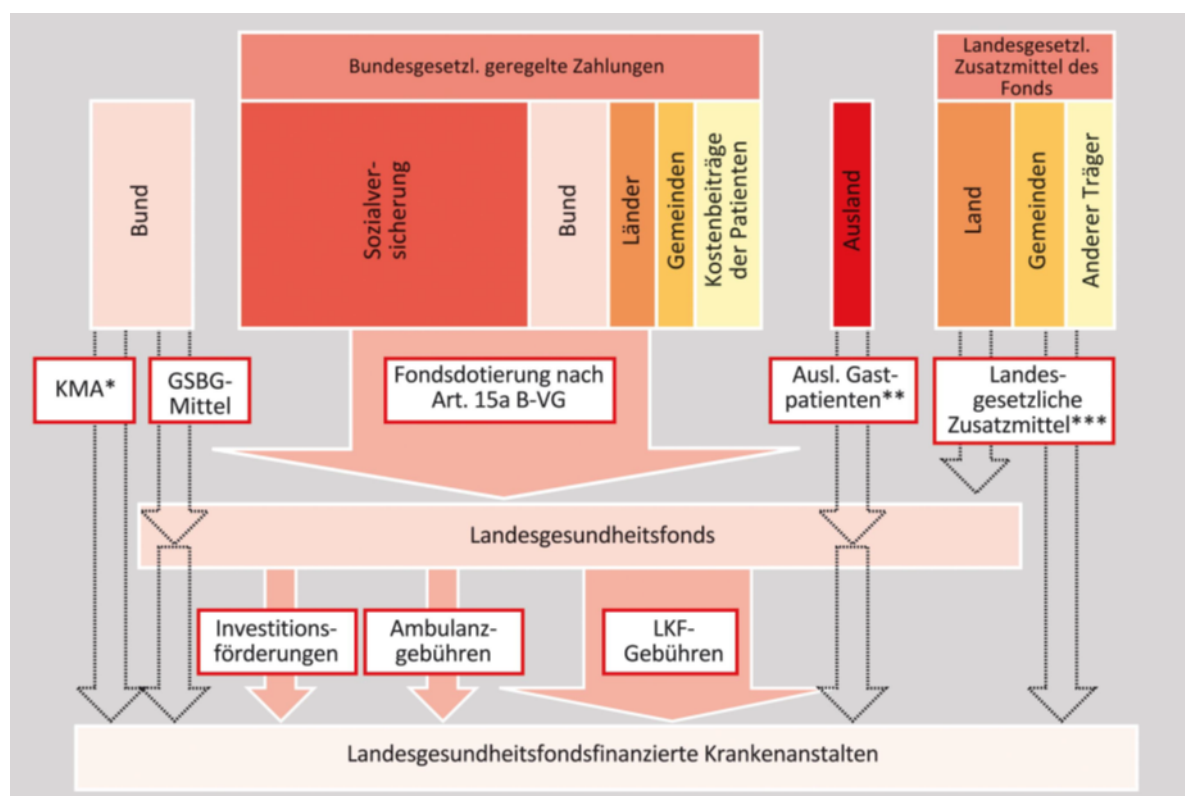 Bundesgesetzl. geregelte Zahlungen
Landesgesetzl.
Zusatzmittel des
Fonds
Bund
Sozialver-
sicherung
Bund
Länder
Gemeinden
Kostenbeiträge
der Patienten
Ausland
Land
Gemeinden
Anderer Träger
KMA*
GSBG-
Mittel
Fondsdotierung nach
Art. 15a B-VG
Ausl. Gast-
patienten**
Landes-
gesetzliche
Zusatzmittel***
Landesgesundheitsfonds
Investitions-
förderungen
Ambulanz-
gebühren
LKF-
Gebühren
Landesgesundheitsfondsfinanzierte Krankenanstalten